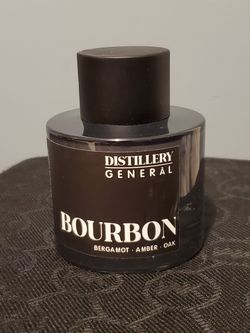 DISTILLERY
GENERAL
BOURBON
BERGAMOT · AMBER · OAK